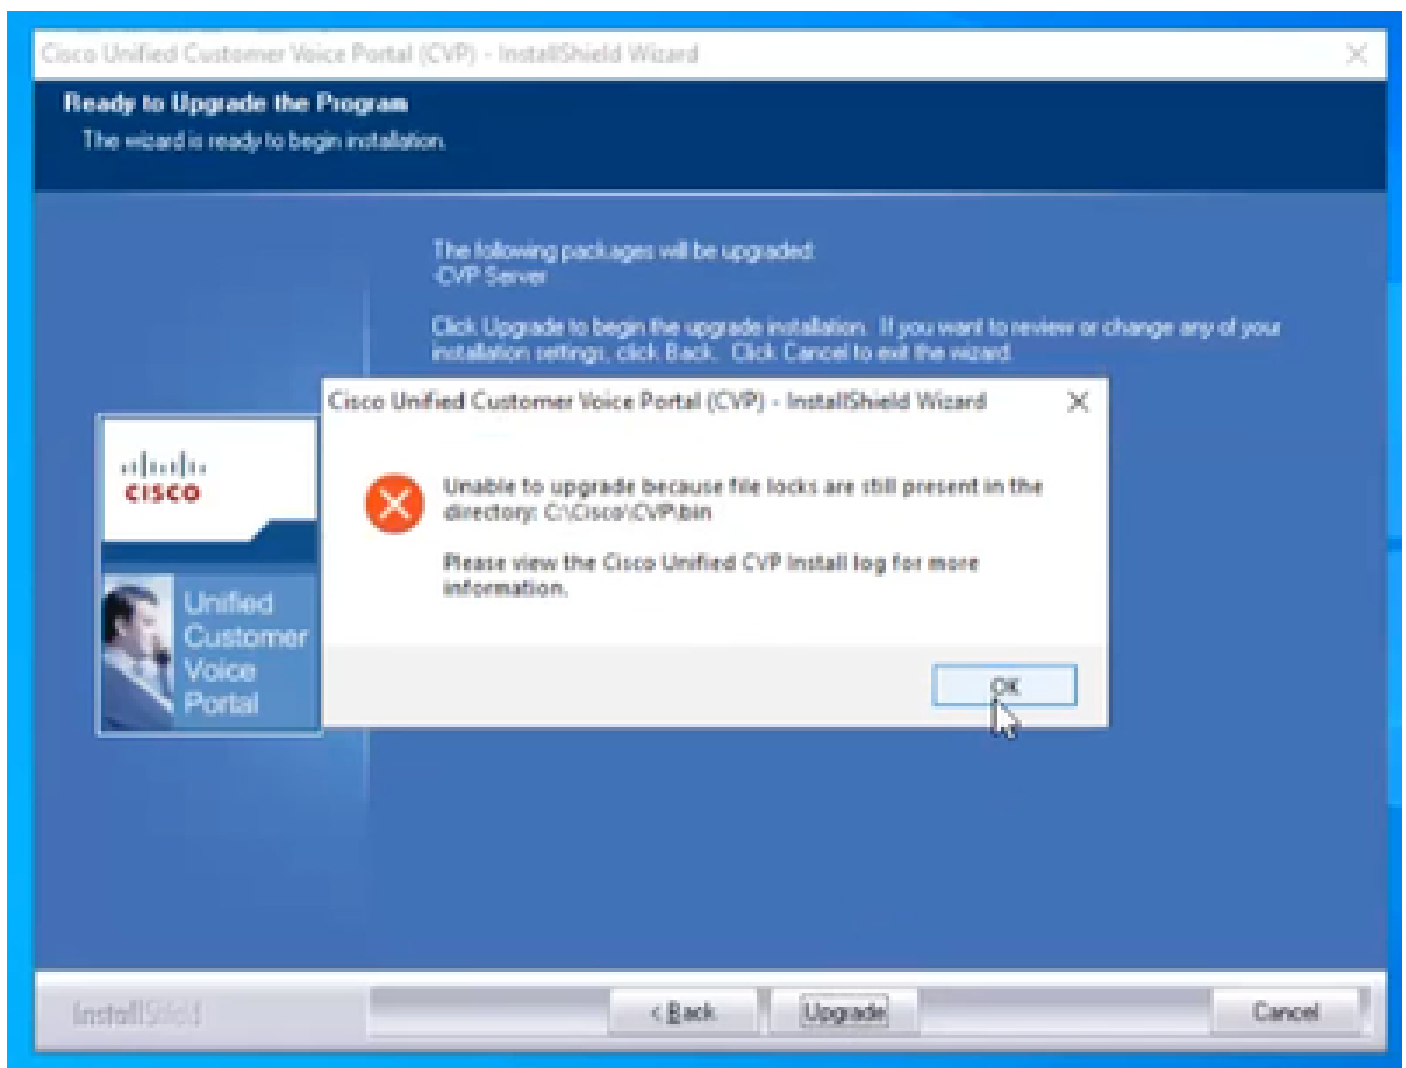 Cisco Unified Customer Voice Portal (CVP) - InstallShield Wizard
Ready to Upgrade the Program
The wizard is ready to begin installation.
The following packages will be upgraded:
-CVP Server
Click Upgrade to begin the upgrade installation. If you want to review or change any of your
installation settings, click Back. Click Cancel to exit the wizard.
Cisco Unified Customer Voice Portal (CVP) - InstallShield Wizard
Unable to upgrade because file locks are still present in the
directory: C:\Cisco\CVP\bin
Please view the Cisco Unified CVP Install log for more
information.
OK
CISCO
Unified
Customer
Voice
Portal
InstallShield
< Back
Upgrade
Cancel